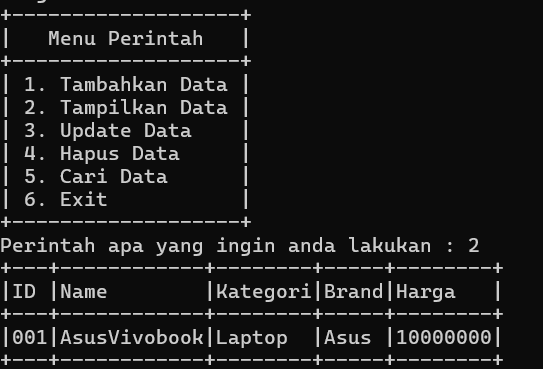 +-------------------+
|   Menu Perintah   |
+-------------------+
| 1. Tambahkan Data |
| 2. Tampilkan Data |
| 3. Update Data    |
| 4. Hapus Data     |
| 5. Cari Data      |
| 6. Exit           |
+-------------------+
Perintah apa yang ingin anda lakukan : 2
+---+------------+--------+-----+--------+
|ID |Name        |Kategori|Brand|Harga   |
+---+------------+--------+-----+--------+
|001|AsusVivobook|Laptop  |Asus |10000000|
+---+------------+--------+-----+--------+